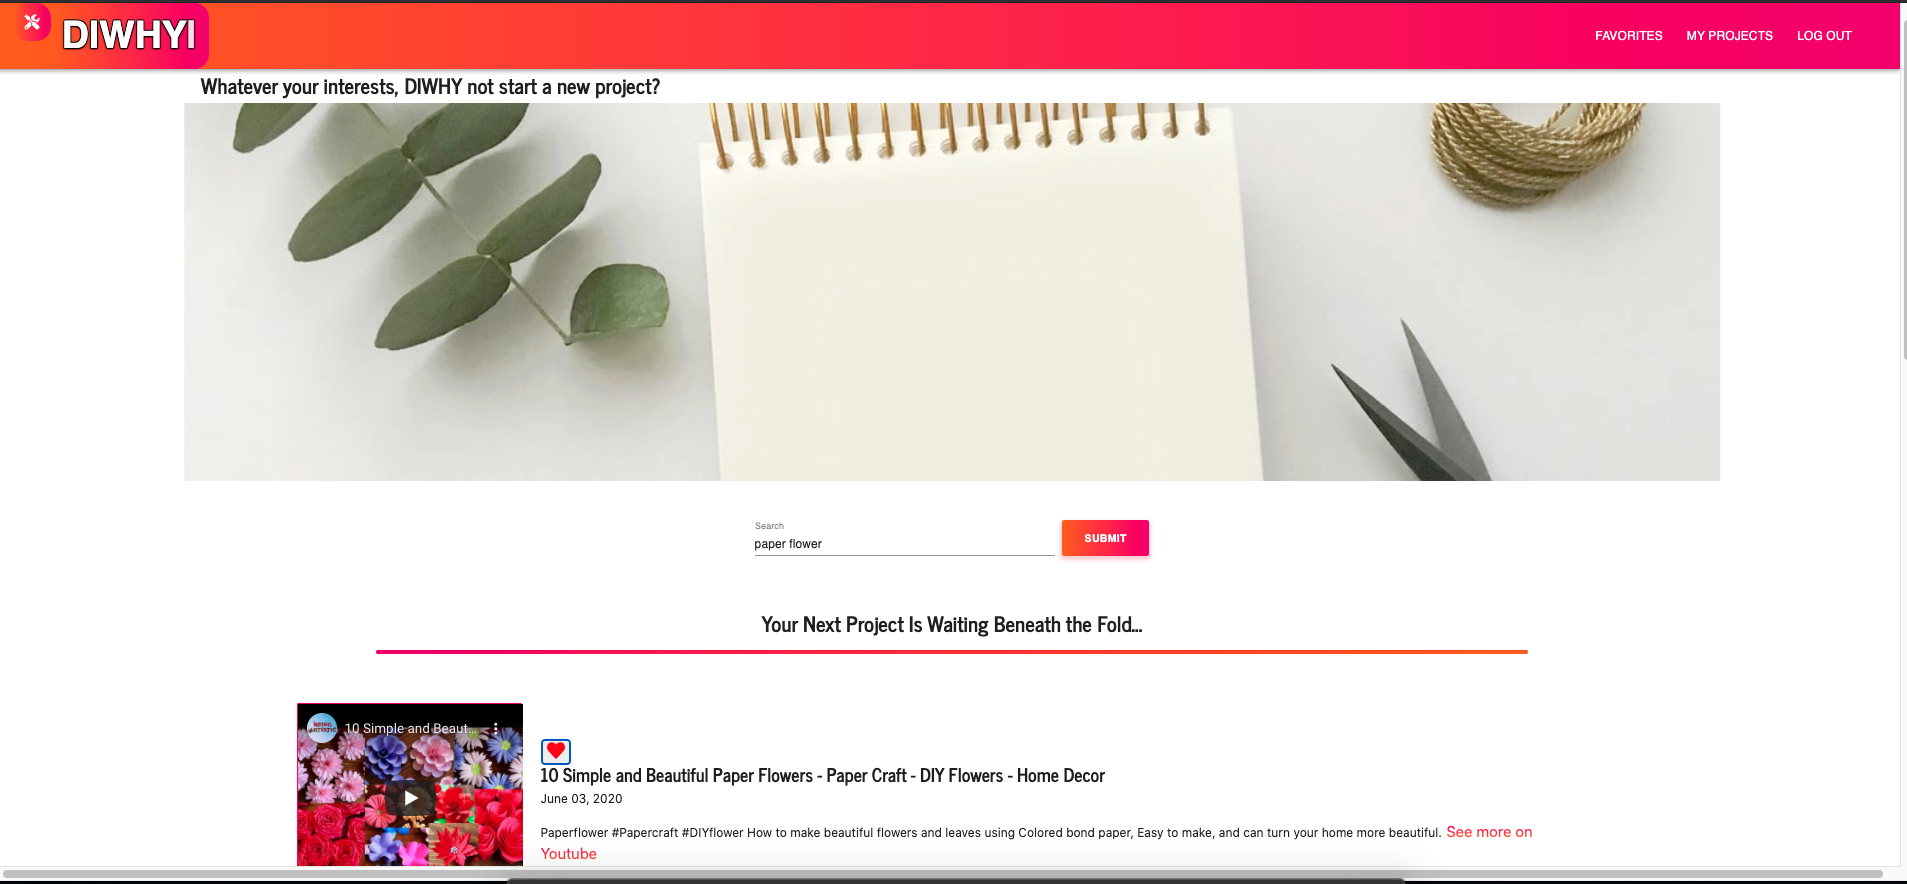 DIWHYI
FAVORITES MY PROJECTS LOG OUT
Whatever your interests, DIWHY not start a new project?
Search
paper flower
SUBMIT
Your Next Project Is Waiting Beneath the Fold...
10 Simple and Beaut...
10 Simple and Beautiful Paper Flowers - Paper Craft - DIY Flowers - Home Decor
June 03, 2020
Paperflower #Papercraft #DIYflower How to make beautiful flowers and leaves using Colored bond paper, Easy to make, and can turn your home more beautiful. See more on
Youtube